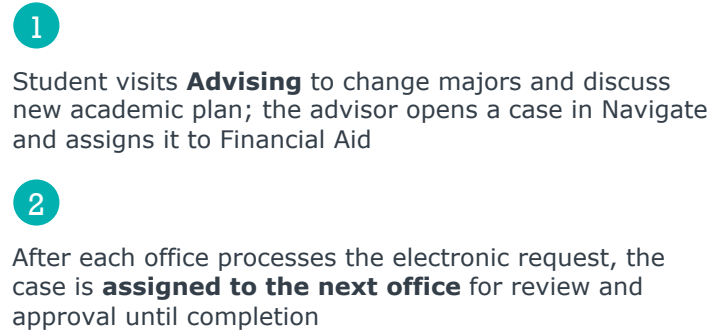 1
Student visits Advising to change majors and discuss
new academic plan; the advisor opens a case in Navigate
and assigns it to Financial Aid
2
After each office processes the electronic request, the
case is assigned to the next office for review and
approval until completion